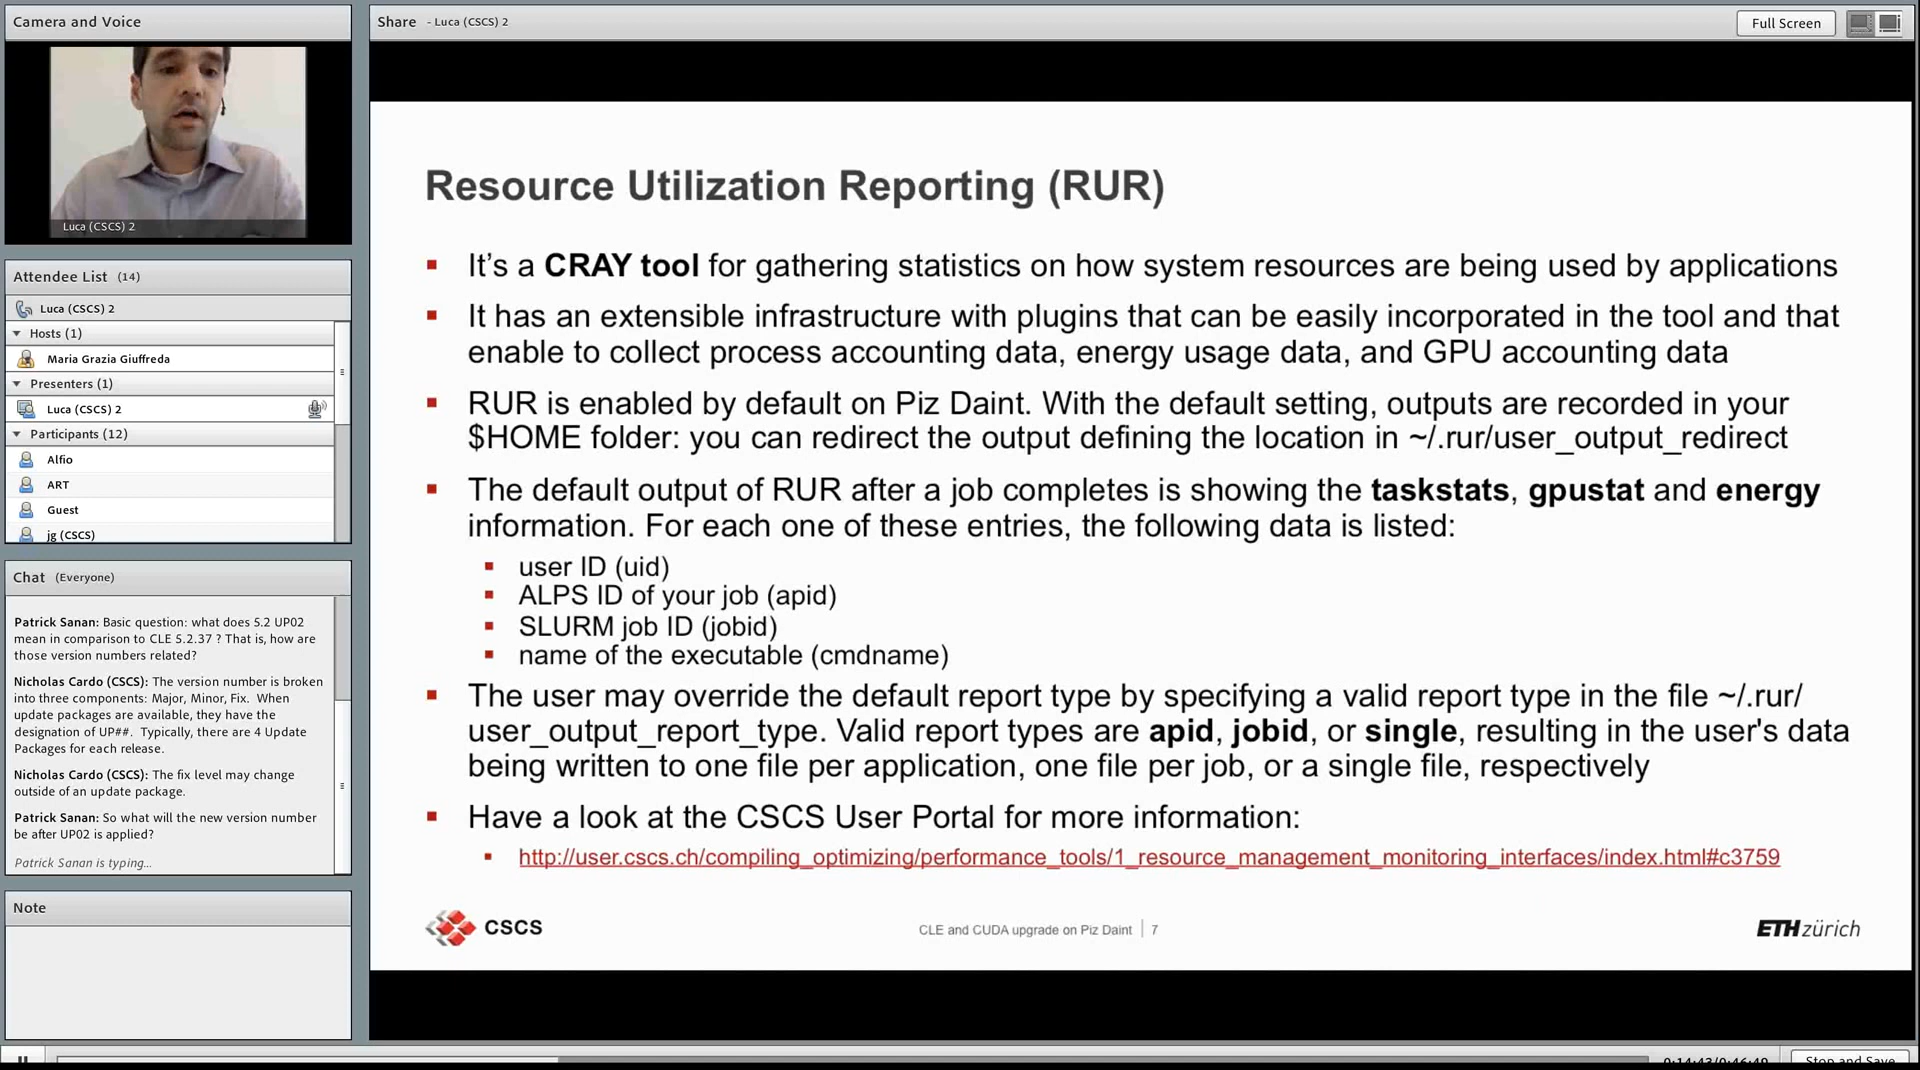 Camera and Voice
Luca (CSCS) 2
Attendee List (14)
Luca (CSCS) 2
Hosts (1)
Maria Grazia Giuffreda
Presenters (1)
Luca (CSCS) 2
Participants (12)
Alfio
ART
Guest
jg (CSCS)
Chat (Everyone)
Patrick Sanan: Basic question: what does 5.2 UP02
mean in comparison to CLE 5.2.37 ? That is, how are
those version numbers related?
Nicholas Cardo (CSCS): The version number is broken
into three components: Major, Minor, Fix. When
update packages are available, they have the
designation of UP##. Typically, there are 4 Update
Packages for each release.
Nicholas Cardo (CSCS): The fix level may change
outside of an update package.
Patrick Sanan: So what will the new version number
be after UP02 is applied?
Patrick Sanan is typing...
Note
Share - Luca (CSCS) 2
Full Screen
Resource Utilization Reporting (RUR)
It's a CRAY tool for gathering statistics on how system resources are being used by applications
It has an extensible infrastructure with plugins that can be easily incorporated in the tool and that
enable to collect process accounting data, energy usage data, and GPU accounting data
RUR is enabled by default on Piz Daint. With the default setting, outputs are recorded in your
$HOME folder: you can redirect the output defining the location in ~/.rur/user_output_redirect
The default output of RUR after a job completes is showing the taskstats, gpustat and energy
information. For each one of these entries, the following data is listed:
user ID (uid)
ALPS ID of your job (apid)
SLURM job ID (jobid)
name of the executable (cmdname)
The user may override the default report type by specifying a valid report type in the file ~/.rur/
user_output_report_type. Valid report types are apid, jobid, or single, resulting in the user's data
being written to one file per application, one file per job, or a single file, respectively
Have a look at the CSCS User Portal for more information:
http://user.cscs.ch/compiling_optimizing/performance_tools/1_resource_management_monitoring_interfaces/index.html#c3759
CSCS
CLE and CUDA upgrade on Piz Daint | 7
ETH zürich
0:14:43/0:46:49
Stop and Save